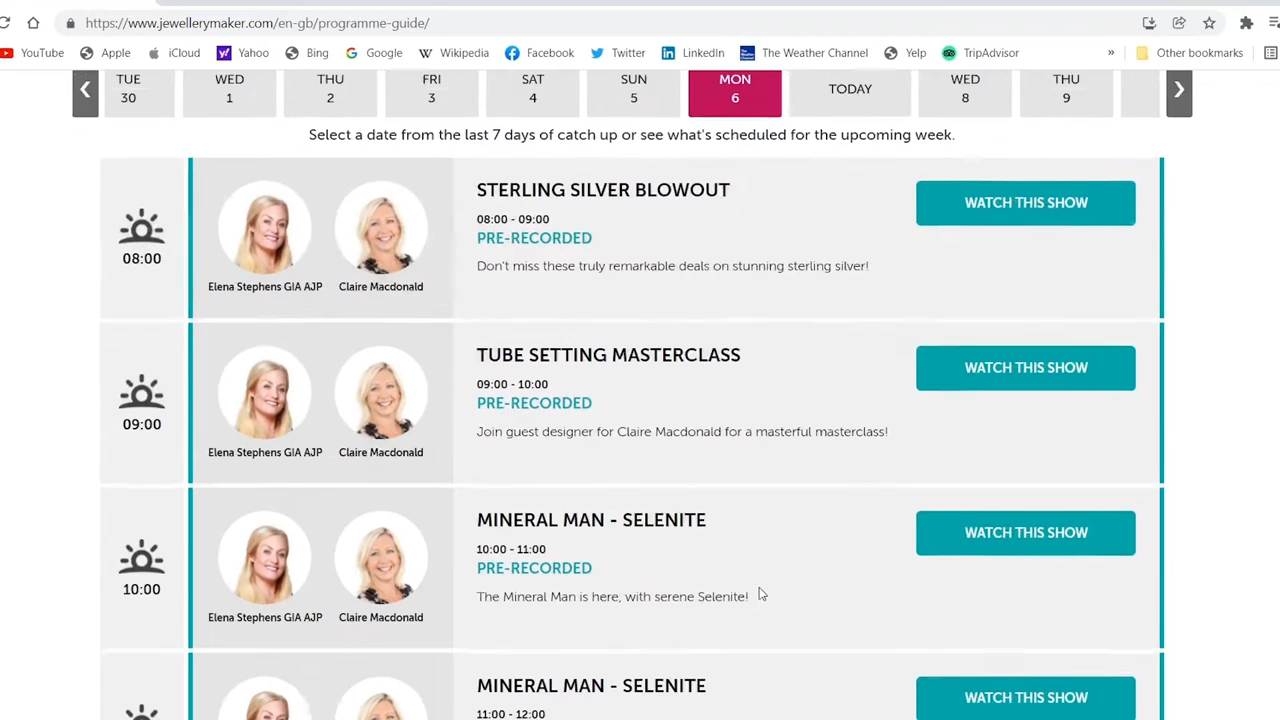 https://www.jewellerymaker.com/en-gb/programme-guide/
YouTube Apple iCloud Yahoo Bing Google Wikipedia Facebook Twitter LinkedIn The Weather Channel Yelp TripAdvisor » Other bookmarks
TUE WED THU FRI SAT SUN MON TODAY WED THU
30 1 2 3 4 5 6 8 9
Select a date from the last 7 days of catch up or see what's scheduled for the upcoming week.
08:00
Elena Stephens GIA AJP Claire Macdonald
STERLING SILVER BLOWOUT
08:00 - 09:00
PRE-RECORDED
Don't miss these truly remarkable deals on stunning sterling silver!
WATCH THIS SHOW
09:00
Elena Stephens GIA AJP Claire Macdonald
TUBE SETTING MASTERCLASS
09:00 - 10:00
PRE-RECORDED
Join guest designer for Claire Macdonald for a masterful masterclass!
WATCH THIS SHOW
10:00
Elena Stephens GIA AJP Claire Macdonald
MINERAL MAN - SELENITE
10:00 - 11:00
PRE-RECORDED
The Mineral Man is here, with serene Selenite!
WATCH THIS SHOW
MINERAL MAN - SELENITE
11:00 - 12:00
WATCH THIS SHOW